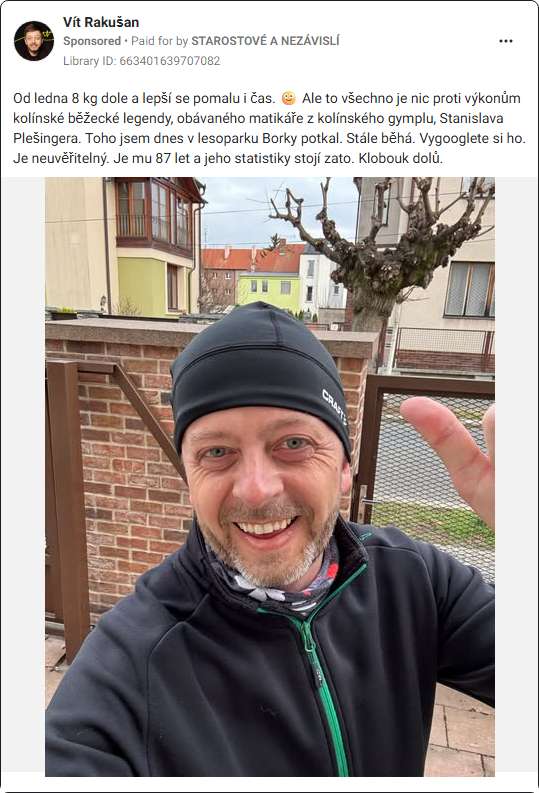 Vít Rakušan
Sponsored • Paid for by STAROSTOVÉ A NEZÁVISLÍ
Library ID: 663401639707082
Od ledna 8 kg dole a lepší se pomalu i čas. 😊 Ale to všechno je nic proti výkonům
kolínské běžecké legendy, obávaného matikáře z kolínského gymplu, Stanislava
Plešingera. Toho jsem dnes v lesoparku Borky potkal. Stále běhá. Vygooglete si ho.
Je neuvěřitelný. Je mu 87 let a jeho statistiky stojí zato. Klobouk dolů.
CRAFT